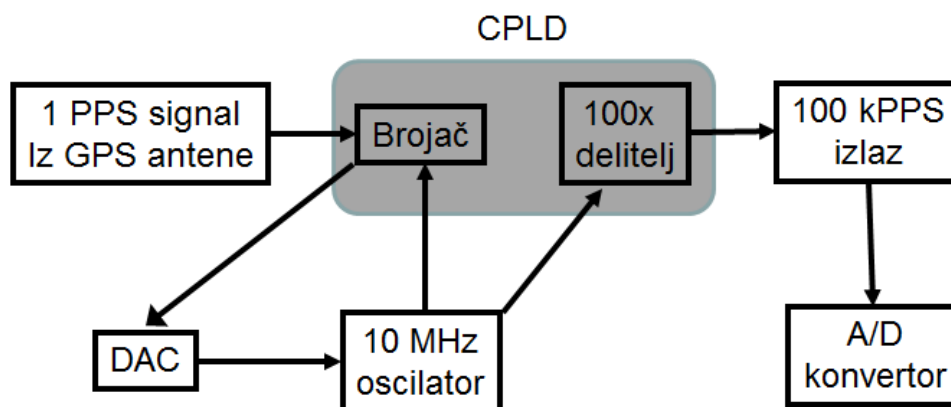 CPLD
1 PPS signal
Iz GPS antene
Brojač
100x
delitelj
100 kPPS
izlaz
DAC
10 MHz
oscilator
A/D
konvertor